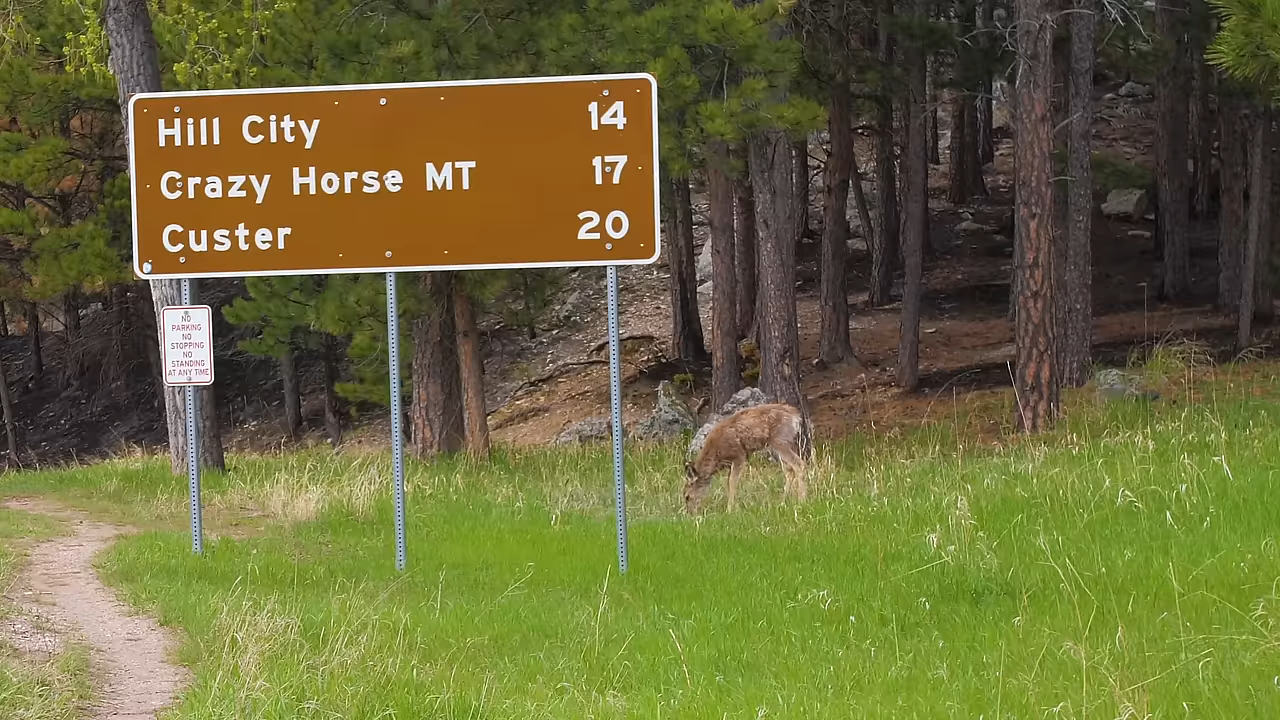 Hill City 14
Crazy Horse MT 17
Custer 20
NO
PARKING
NO
STOPPING
NO
STANDING
AT ANY TIME